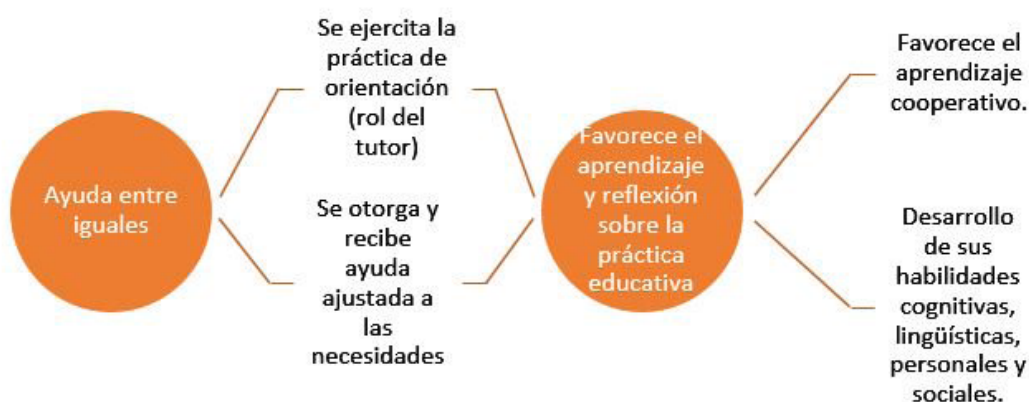 Ayuda entre
iguales
Se ejercita la
práctica de
orientación
(rol del
tutor)
Se otorga y
recibe
ayuda
ajustada a
las
necesidades
Favorece el
aprendizaje
y reflexión
sobre la
práctica
educativa
Favorece el
aprendizaje
cooperativo.
Desarrollo
de sus
habilidades
cognitivas,
lingüísticas,
personales y
sociales.